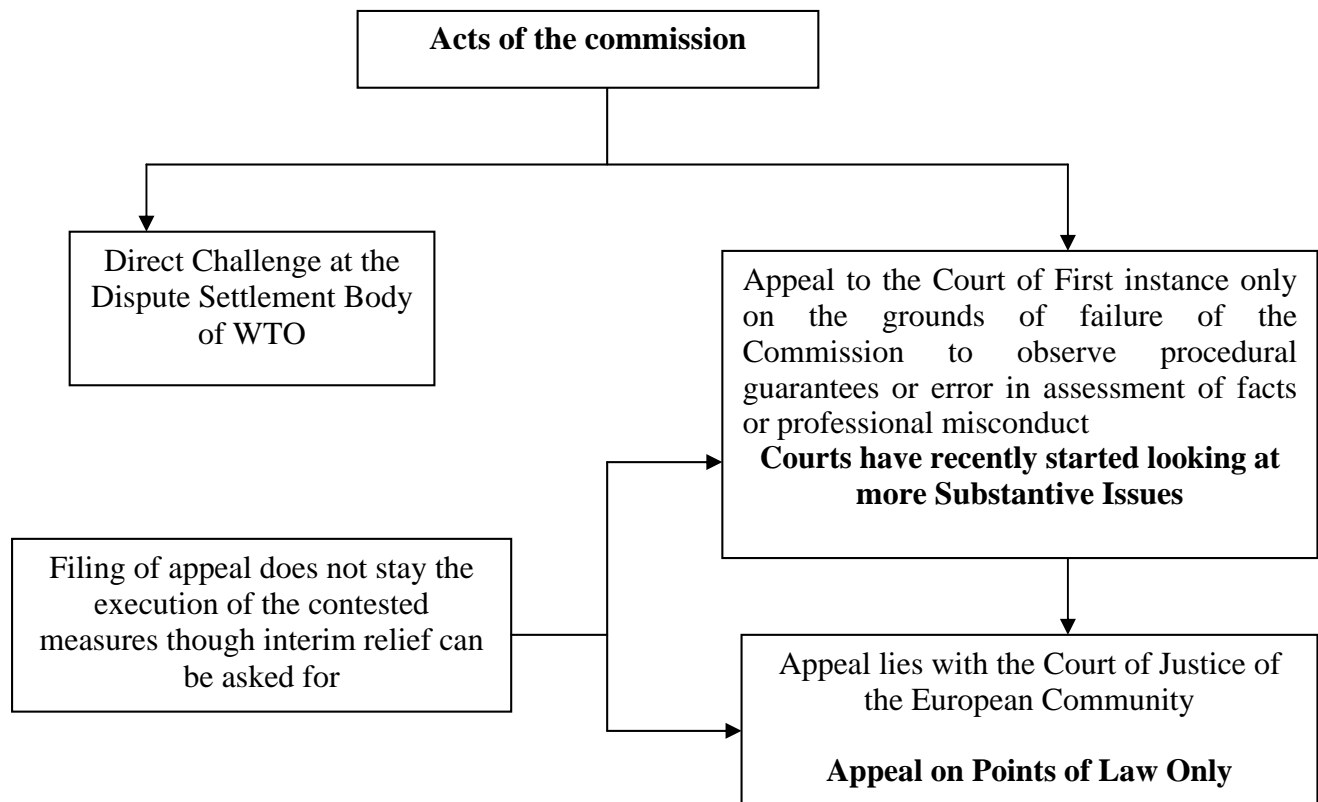 Acts of the commission
Direct Challenge at the
Dispute Settlement Body
of WTO
Appeal to the Court of First instance only
on the grounds of failure of the
Commission to observe procedural
guarantees or error in assessment of facts
or professional misconduct
Courts have recently started looking at
more Substantive Issues
Filing of appeal does not stay the
execution of the contested
measures though interim relief can
be asked for
Appeal lies with the Court of Justice of
the European Community
Appeal on Points of Law Only